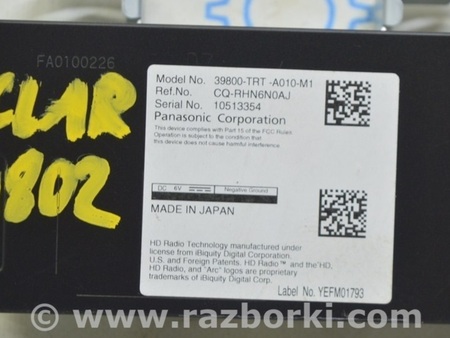 FA0100226
CLAR
802
Model No. 39800-TRT -A010-M1
Ref.No. CQ-RHN6N0AJ
Serial No. 10513354
Panasonic Corporation
This device complies with Part 15 of the FCC Rules
Operation is subject to the condition that
this device does not cause harmful interference.
DC 6V Negative Ground
MADE IN JAPAN
HD Radio Technology manufactured under
license from iBiquity Digital Corporation.
U.S. and Foreign Patents. HD Radio™ and the HD,
HD Radio, and "Arc" logos are proprietary
trademarks of iBiquity Digital Corp.
Label No. YEFM01793
www.razborki.com